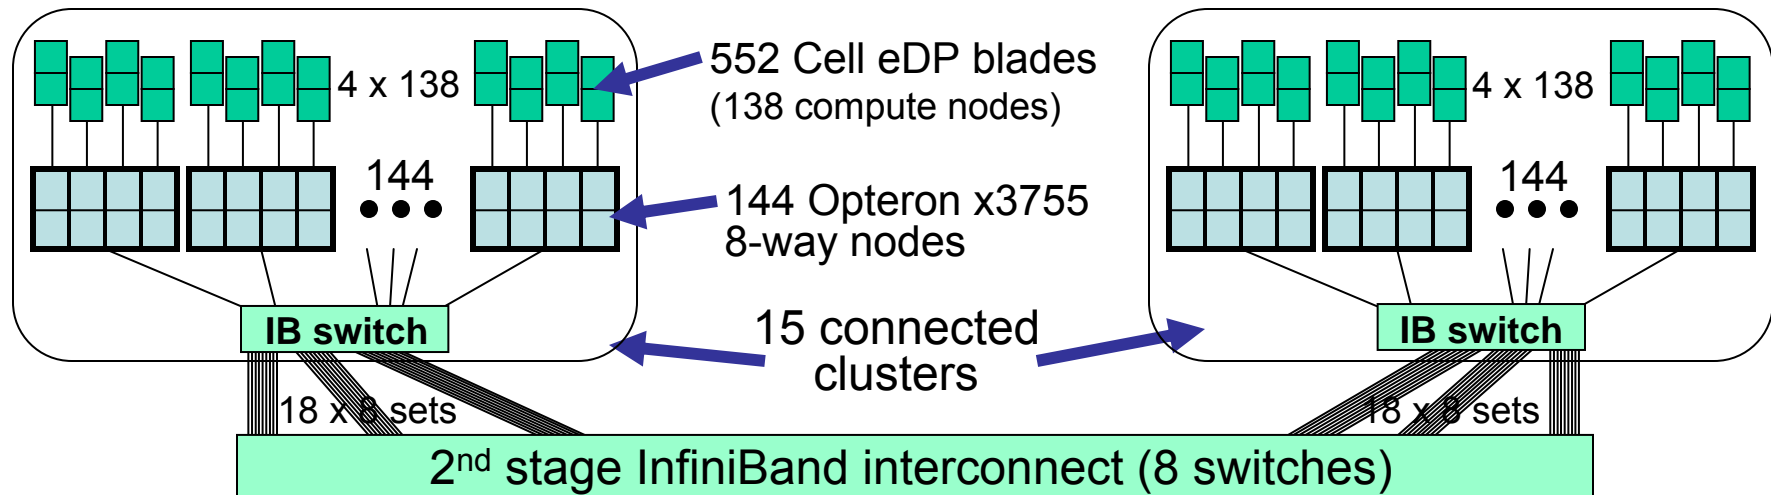 4 x 138
552 Cell eDP blades
(138 compute nodes)
4 x 138
144
144 Opteron x3755
8-way nodes
144
IB switch
15 connected
clusters
IB switch
18 x 8 sets
18 x 8 sets
2nd stage InfiniBand interconnect (8 switches)